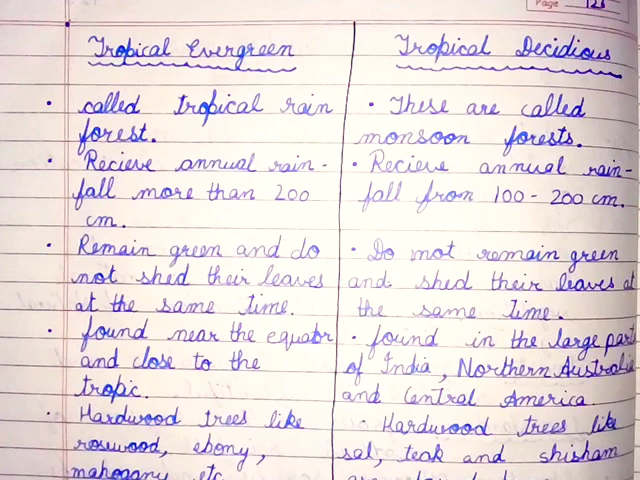 Page 126
Tropical Evergreen
· called tropical rain
forest.
· Recieve annual rain-
fall more than 200
cm.
· Remain green and do
not shed their leaves
at the same time.
· found near the equator
and close to the
tropic.
· Hardwood trees like
rosewood, ebony,
mahogany etc.
Tropical Decidious
· These are called
monsoon forests.
· Recieve annual rain-
fall from 100-200 cm.
· Do not remain green
and shed their leaves at
the same time.
· found in the large part
of India, Northern Australia
and Central America.
Hardwood trees like
sal, teak and shisham